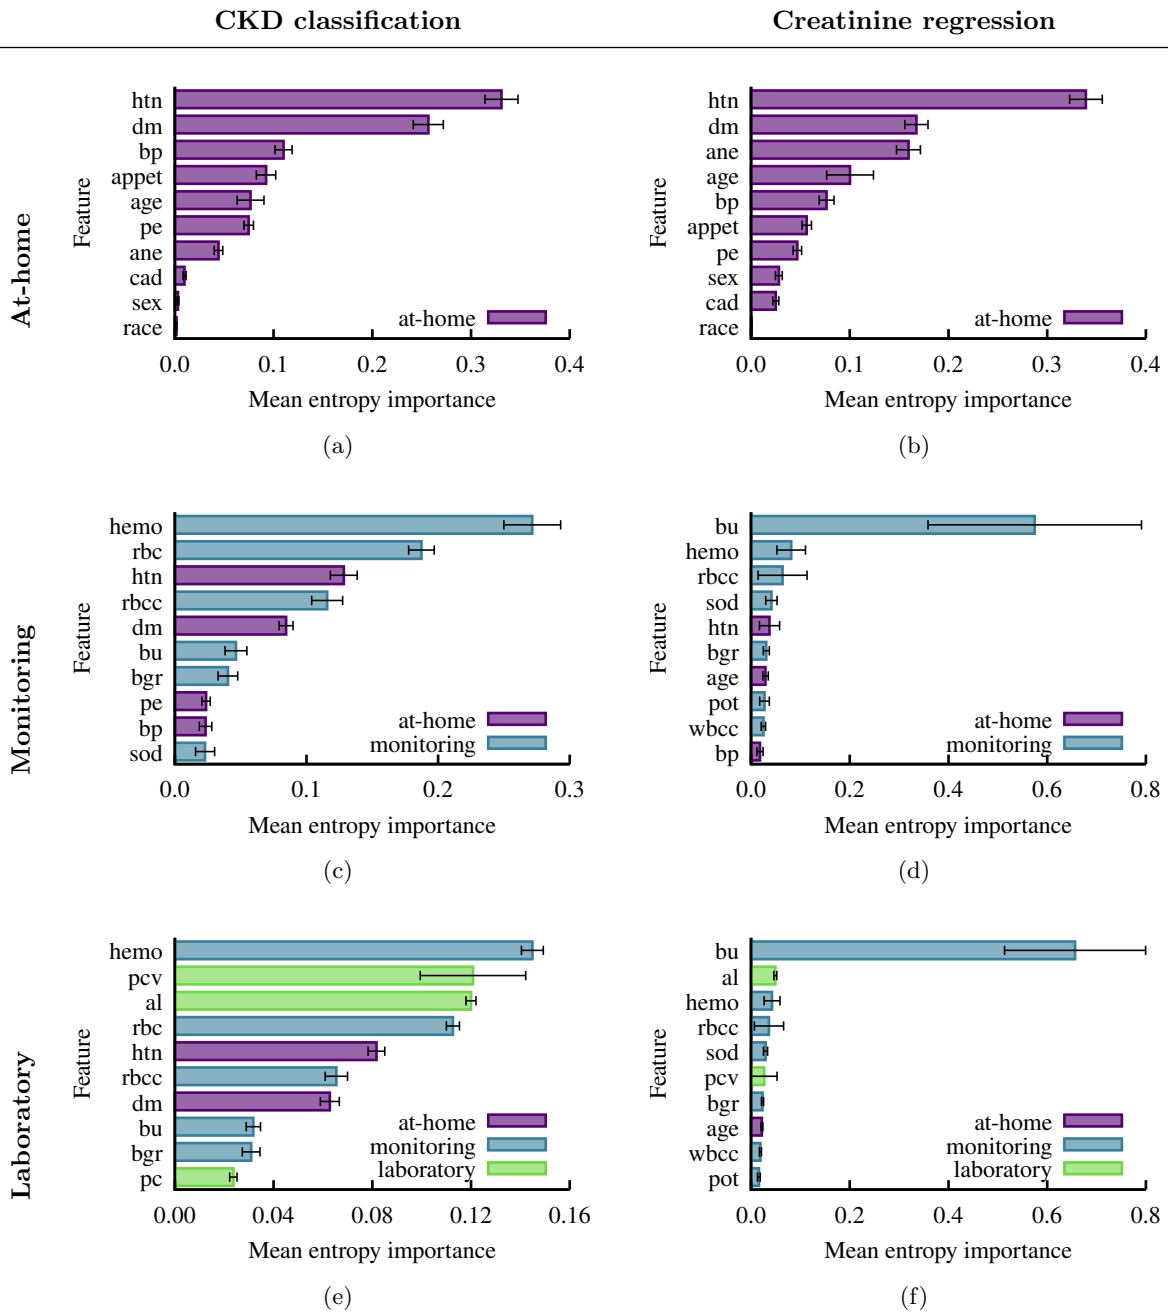 CKD classification
Creatinine regression
At-home
Feature
htn
dm
bp
appet
age
pe
ane
cad
sex
race
at-home
0.0 0.1 0.2 0.3 0.4
Mean entropy importance
(a)
Feature
htn
dm
ane
age
bp
appet
pe
sex
cad
race
at-home
0.0 0.1 0.2 0.3 0.4
Mean entropy importance
(b)
Monitoring
Feature
hemo
rbc
htn
rbcc
dm
bu
bgr
pe
bp
sod
at-home
monitoring
0.0 0.1 0.2 0.3
Mean entropy importance
(c)
Feature
bu
hemo
rbcc
sod
htn
bgr
age
pot
wbcc
bp
at-home
monitoring
0.0 0.2 0.4 0.6 0.8
Mean entropy importance
(d)
Laboratory
Feature
hemo
pcv
al
rbc
htn
rbcc
dm
bu
bgr
pc
at-home
monitoring
laboratory
0.00 0.04 0.08 0.12 0.16
Mean entropy importance
(e)
Feature
bu
al
hemo
rbcc
sod
pcv
bgr
age
wbcc
pot
at-home
monitoring
laboratory
0.0 0.2 0.4 0.6 0.8
Mean entropy importance
(f)